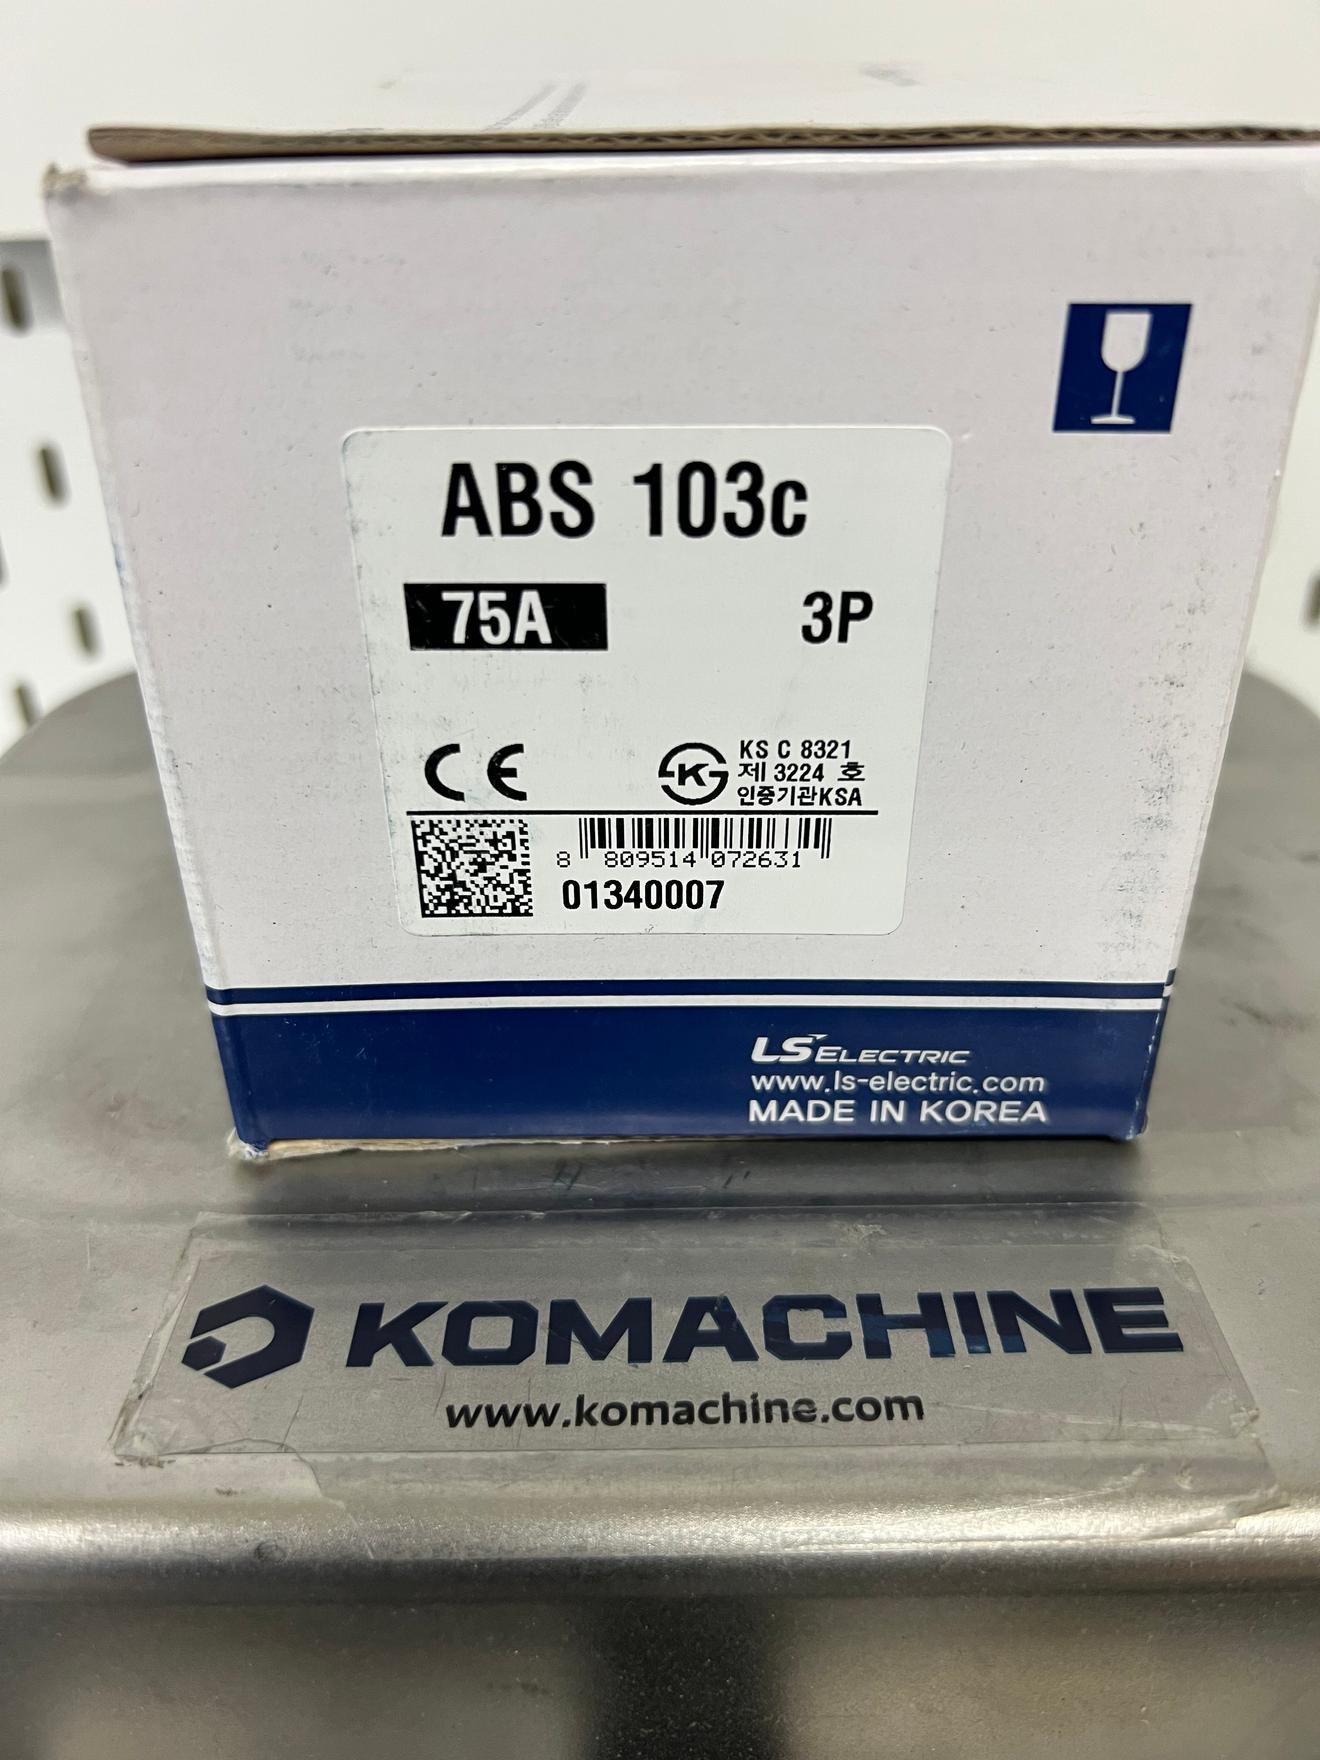 ABS 103c
75A 3P
CE K KS C 8321
제 3224 호
인증기관KSA
8 809514 072631
01340007
LS ELECTRIC
www.ls-electric.com
MADE IN KOREA
KOMACHINE
www.komachine.com